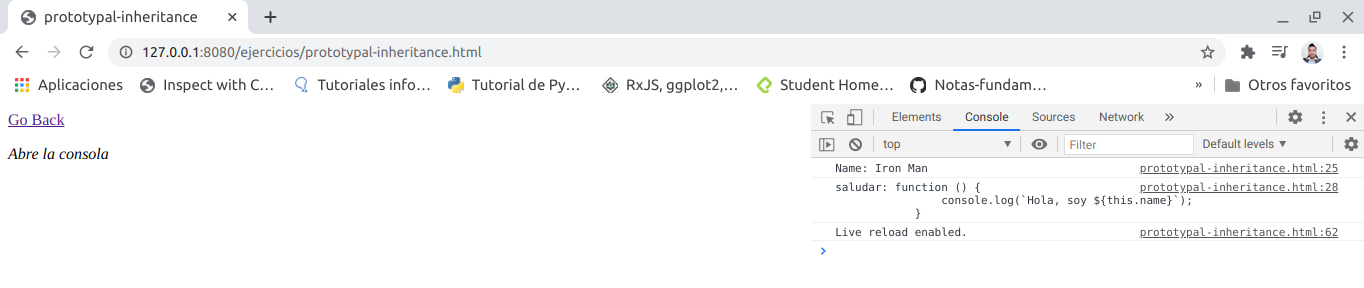 prototypal-inheritance
127.0.0.1:8080/ejercicios/prototypal-inheritance.html
Aplicaciones Inspect with C… Tutoriales info… Tutorial de Py… RxJS, ggplot2,… Student Home… Notas-fundam… » Otros favoritos
Go Back
Abre la consola
Elements Console Sources Network »
top Filter Default levels
Name: Iron Man prototypal-inheritance.html:25
saludar: function () { prototypal-inheritance.html:28
console.log(`Hola, soy ${this.name}`);
}
Live reload enabled. prototypal-inheritance.html:62